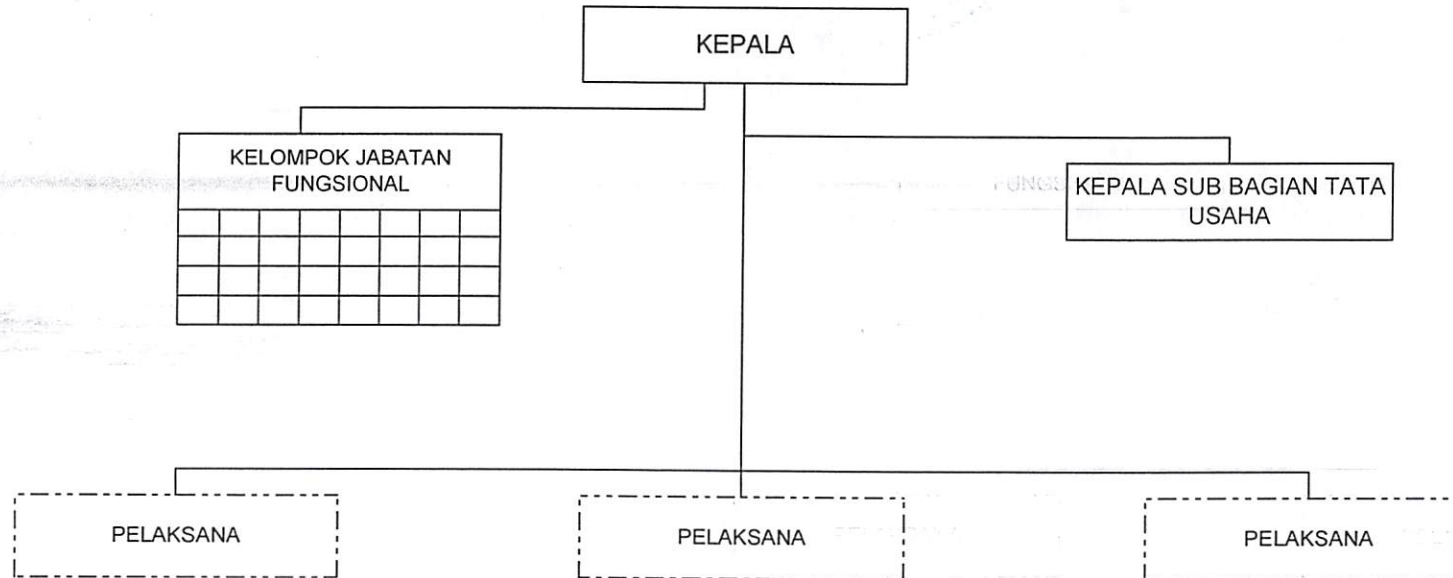 KEPALA
KELOMPOK JABATAN
FUNGSIONAL
KEPALA SUB BAGIAN TATA
USAHA
PELAKSANA
PELAKSANA
PELAKSANA